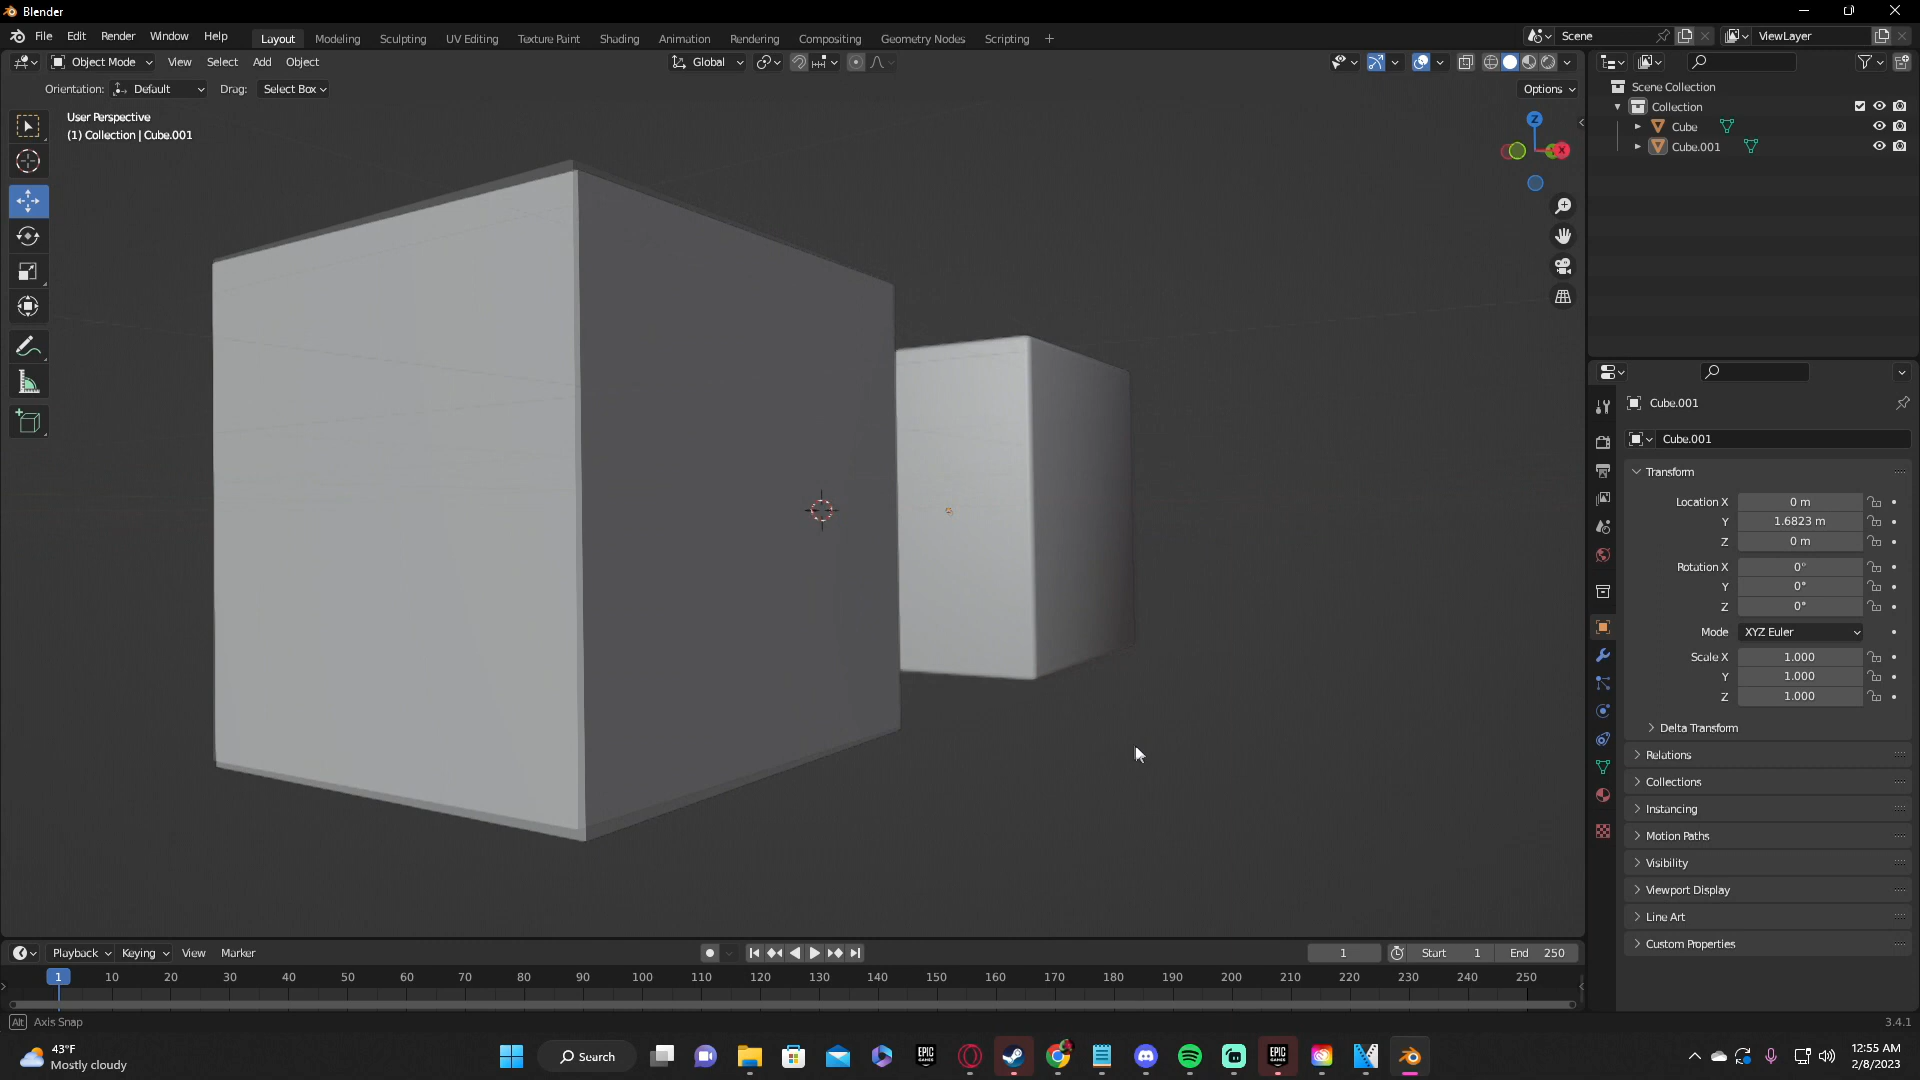 Blender
File Edit Render Window Help Layout Modeling Sculpting UV Editing Texture Paint Shading Animation Rendering Compositing Geometry Nodes Scripting + Scene ViewLayer
Object Mode View Select Add Object Global
Orientation: Default Drag: Select Box Options
User Perspective
(1) Collection | Cube.001
Z
X
Scene Collection
Collection
Cube
Cube.001
Cube.001
Cube.001
Transform
Location X 0 m
Y 1.6823 m
Z 0 m
Rotation X 0°
Y 0°
Z 0°
Mode XYZ Euler
Scale X 1.000
Y 1.000
Z 1.000
Delta Transform
Relations
Collections
Instancing
Motion Paths
Visibility
Viewport Display
Line Art
Custom Properties
Playback Keying View Marker 1 Start 1 End 250
1 10 20 30 40 50 60 70 80 90 100 110 120 130 140 150 160 170 180 190 200 210 220 230 240 250
Alt Axis Snap 3.4.1
43°F
Mostly cloudy
Search
EPIC GAMES
EPIC GAMES
12:55 AM
2/8/2023